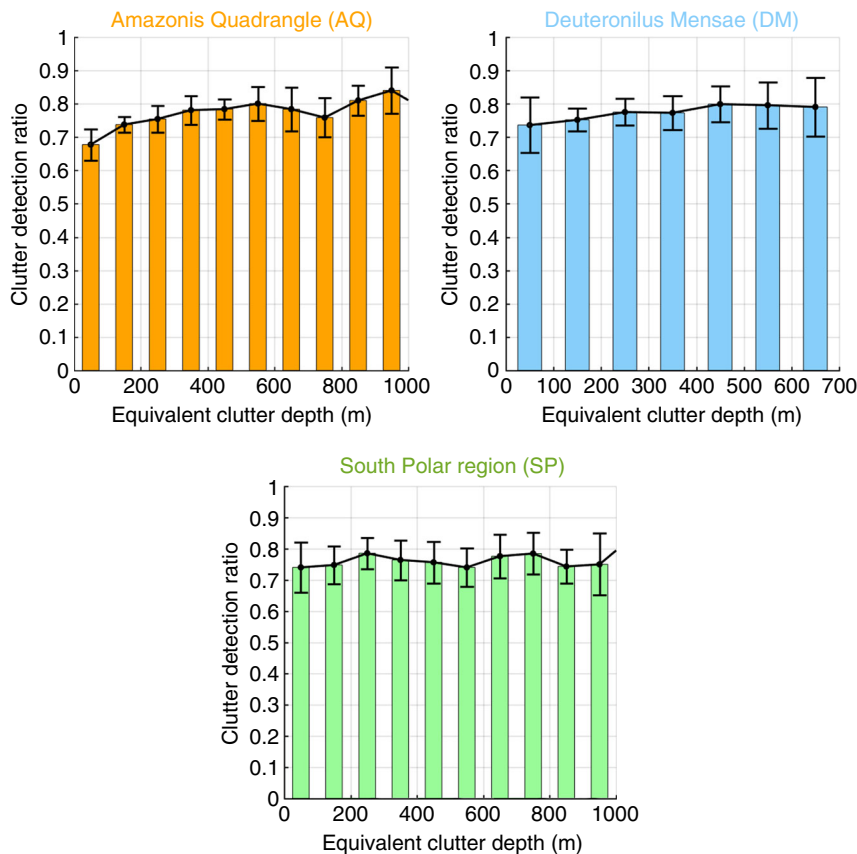 Amazonis Quadrangle (AQ)
1
0.9
0.8
0.7
0.6
0.5
0.4
0.3
0.2
0.1
0
Clutter detection ratio
0 200 400 600 800 1000
Equivalent clutter depth (m)
Deuteronilus Mensae (DM)
1
0.9
0.8
0.7
0.6
0.5
0.4
0.3
0.2
0.1
0
Clutter detection ratio
0 100 200 300 400 500 600 700
Equivalent clutter depth (m)
South Polar region (SP)
1
0.9
0.8
0.7
0.6
0.5
0.4
0.3
0.2
0.1
0
Clutter detection ratio
0 200 400 600 800 1000
Equivalent clutter depth (m)